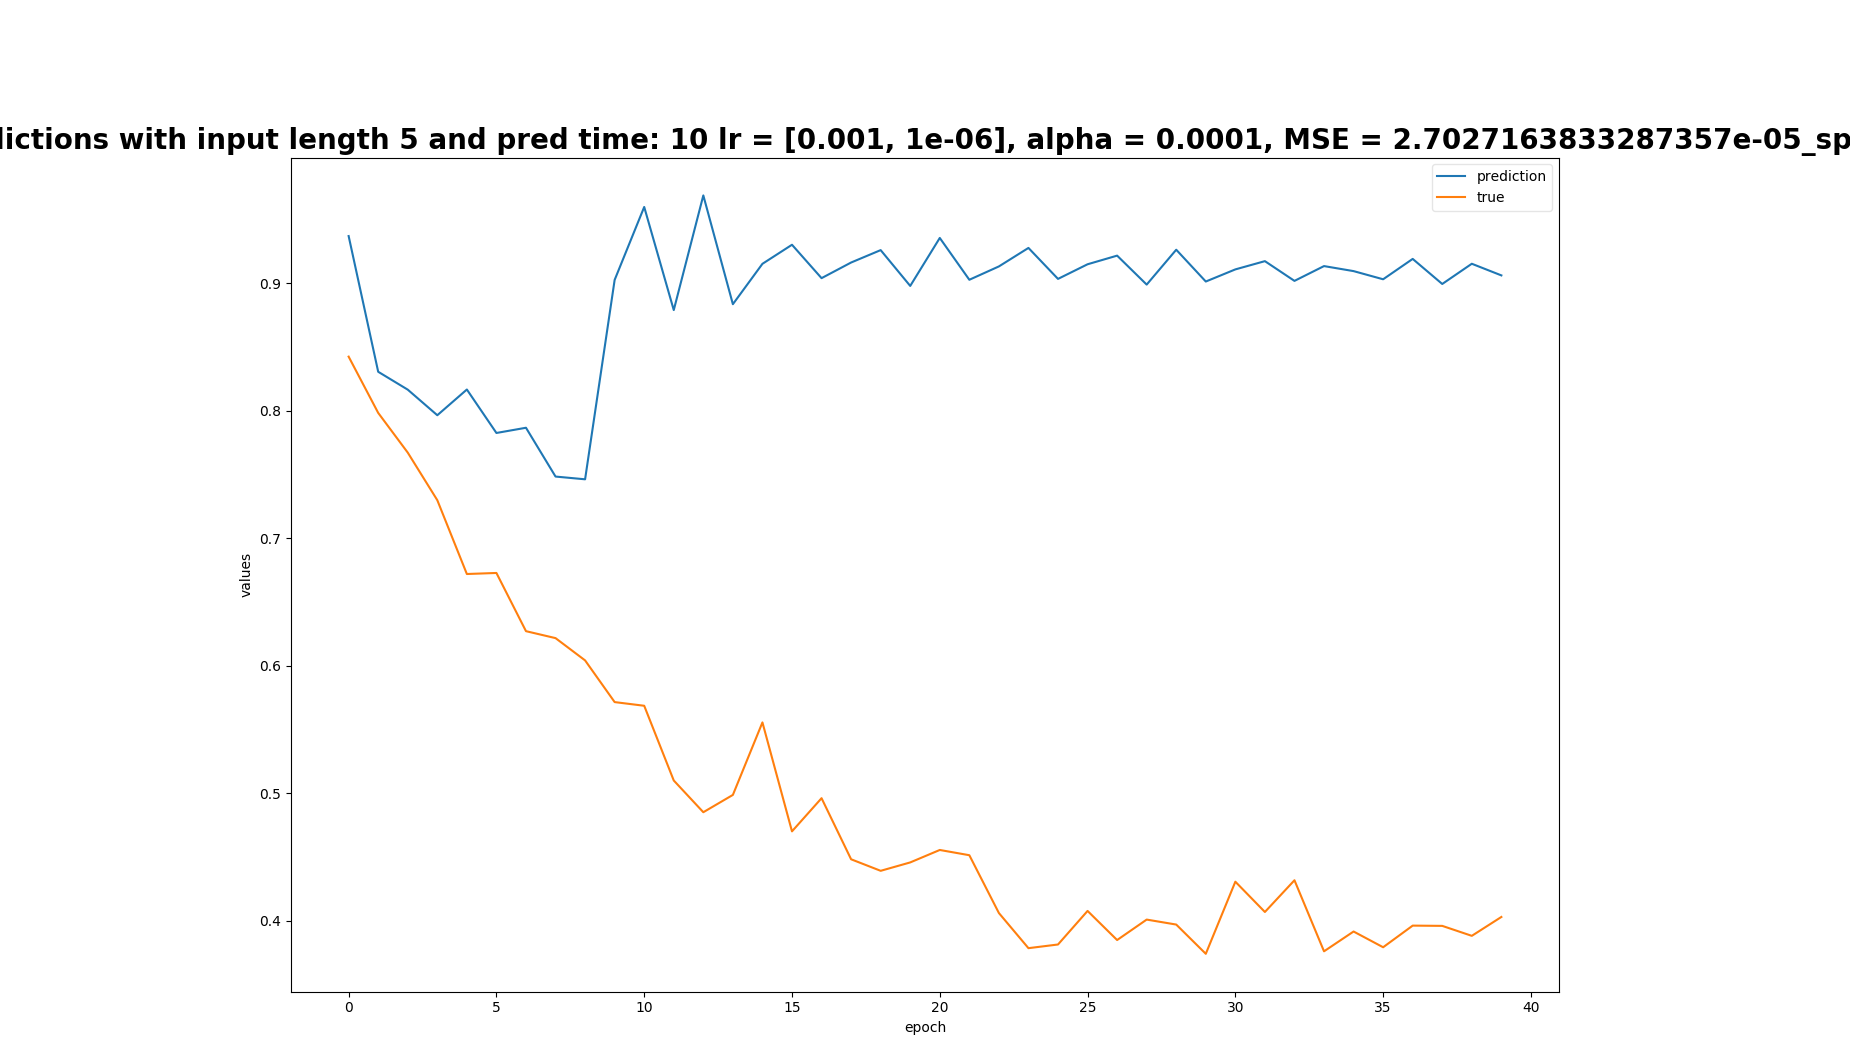 dictions with input length 5 and pred time: 10 lr = [0.001, 1e-06], alpha = 0.0001, MSE = 2.7027163833287357e-05_sp
prediction
true
0.9
0.8
0.7
0.6
0.5
0.4
values
0 5 10 15 20 25 30 35 40
epoch